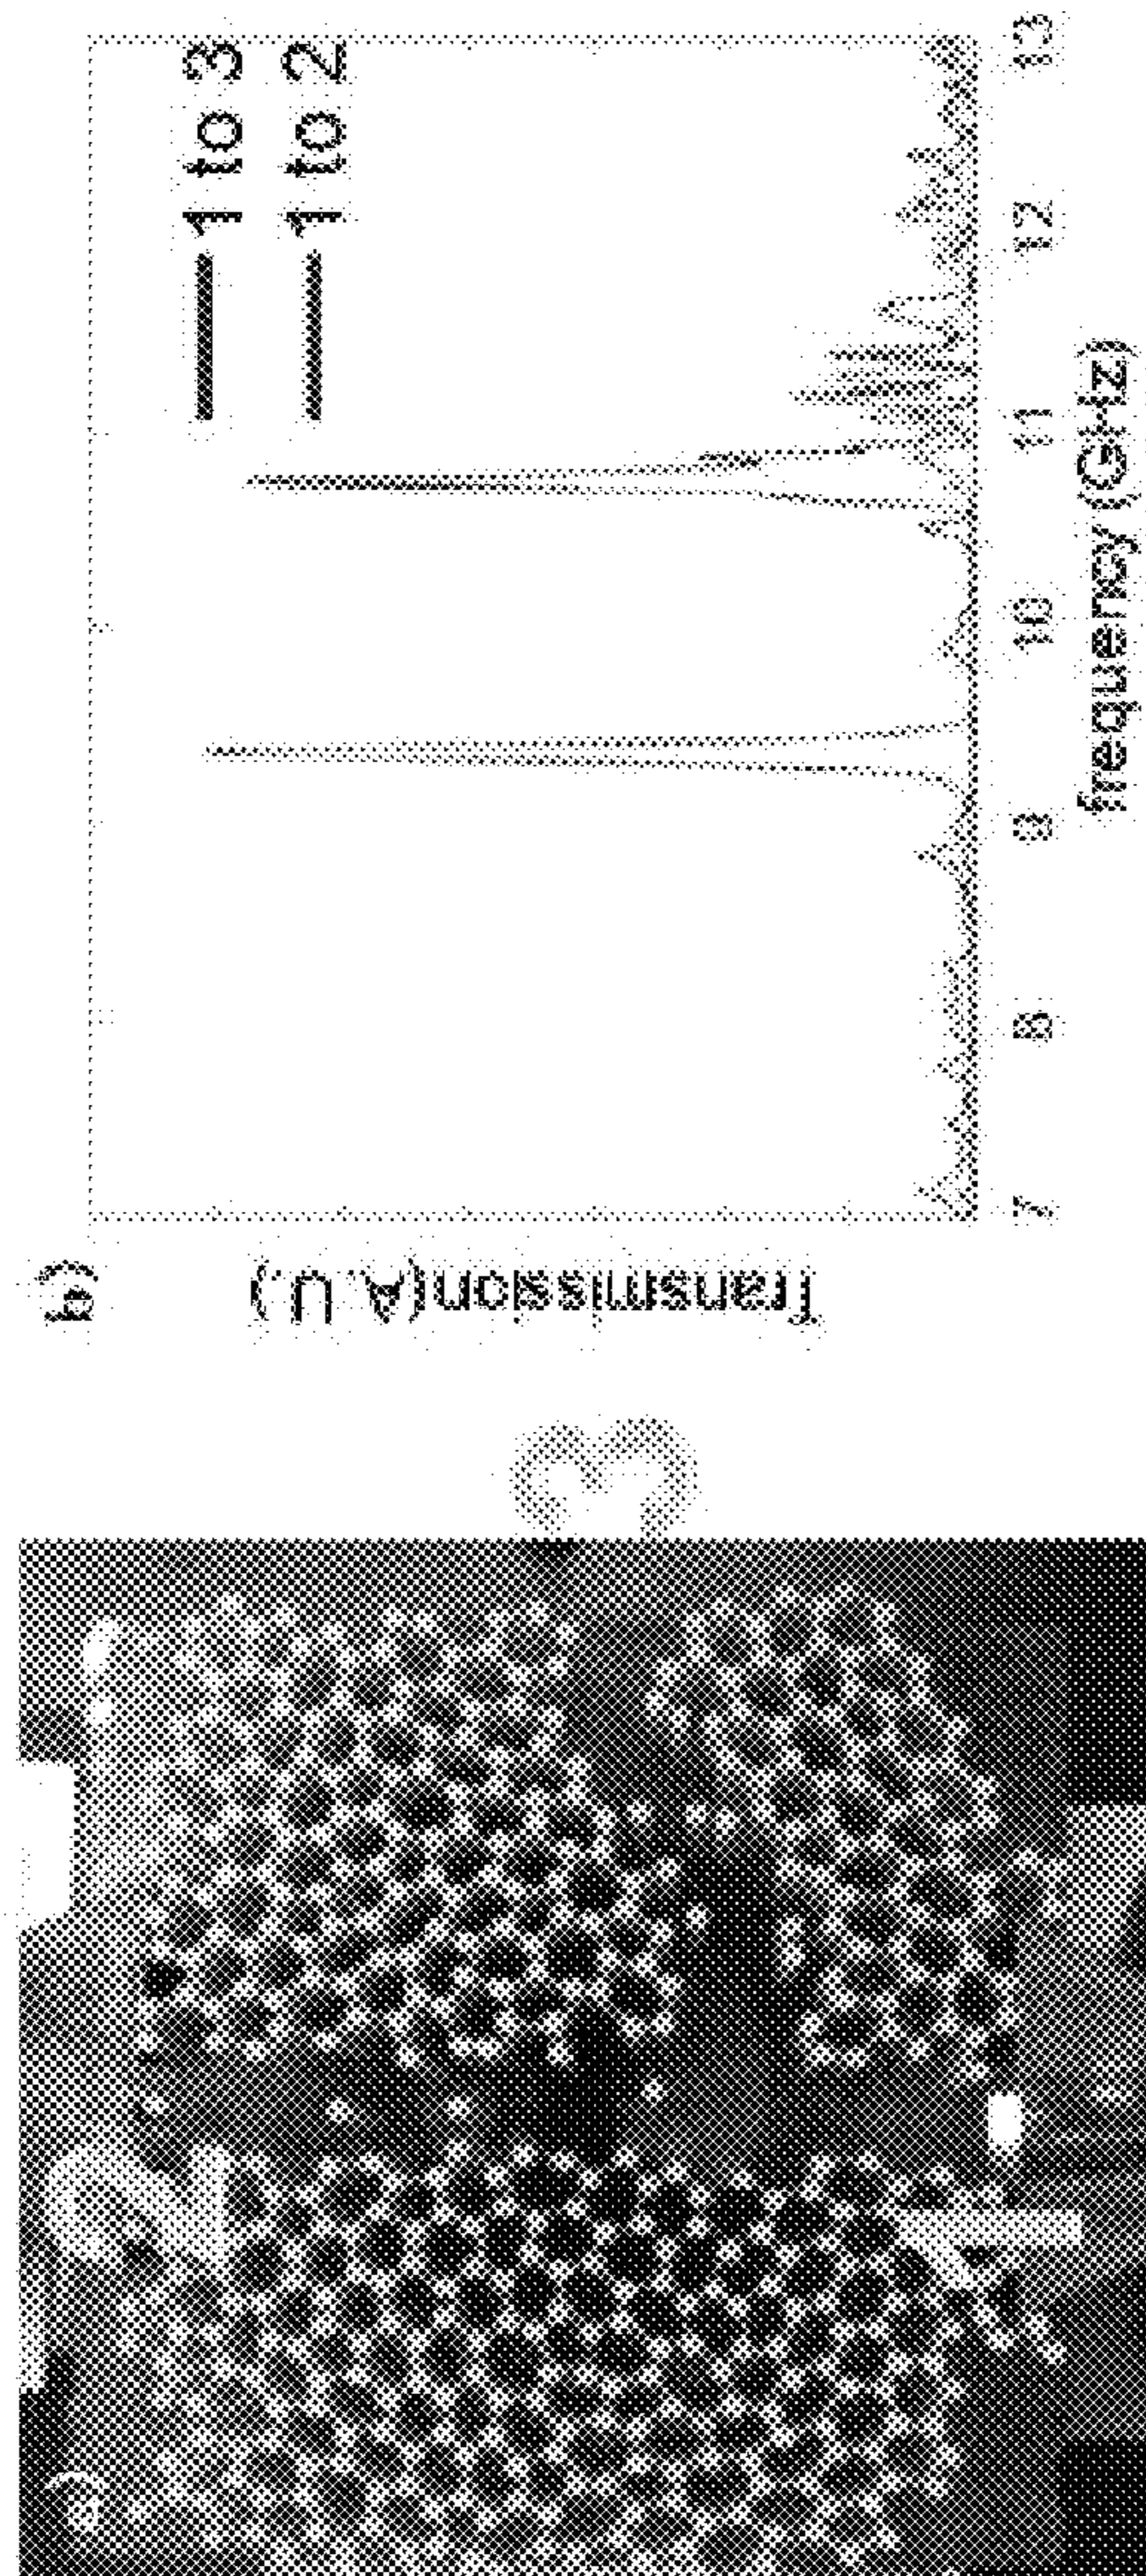 a)
2
1
3
b)
1 to 3
1 to 2
Transmission(A. U.)
7 8 9 10 11 12 13
frequency (GHz)